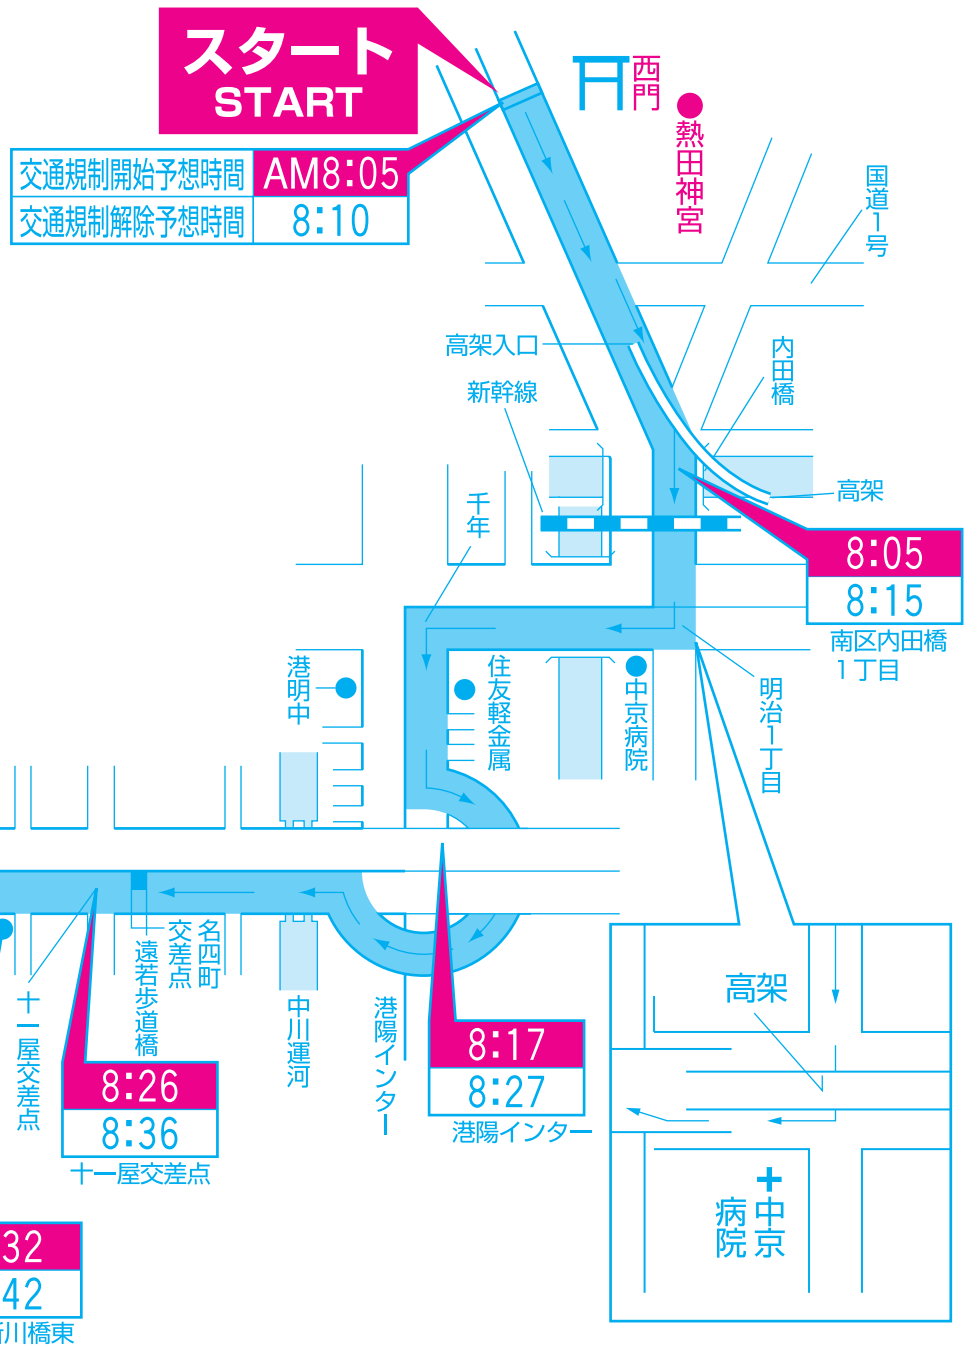 スタート
START
交通規制開始予想時間 AM8:05
交通規制解除予想時間 8:10
西門
熱田神宮
国道1号
高架入口
内田橋
新幹線
高架
千年
8:05
8:15
南区内田橋
1丁目
港明中
住友軽金属
中京病院
明治1丁目
名四町
交差点
遠若歩道橋
十一屋交差点
中川運河
港陽インター
8:17
8:27
港陽インター
8:26
8:36
十一屋交差点
高架
中京
病院
32
42
川橋東